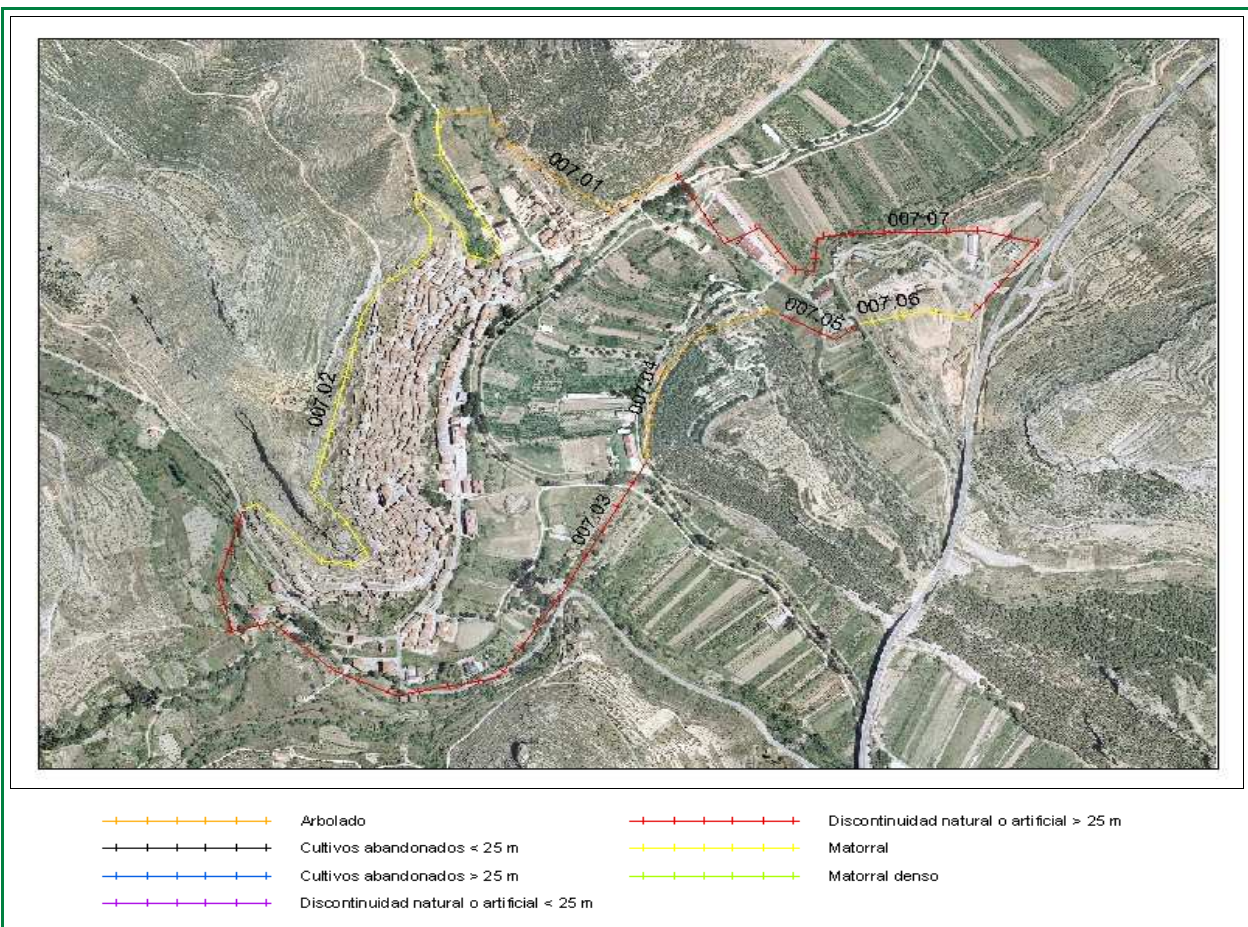 007.01
007.07
007.05
007.06
007.04
007.02
007.03
Arbolado
Cultivos abandonados < 25 m
Cultivos abandonados > 25 m
Discontinuidad natural o artificial < 25 m
Discontinuidad natural o artificial > 25 m
Matorral
Matorral denso